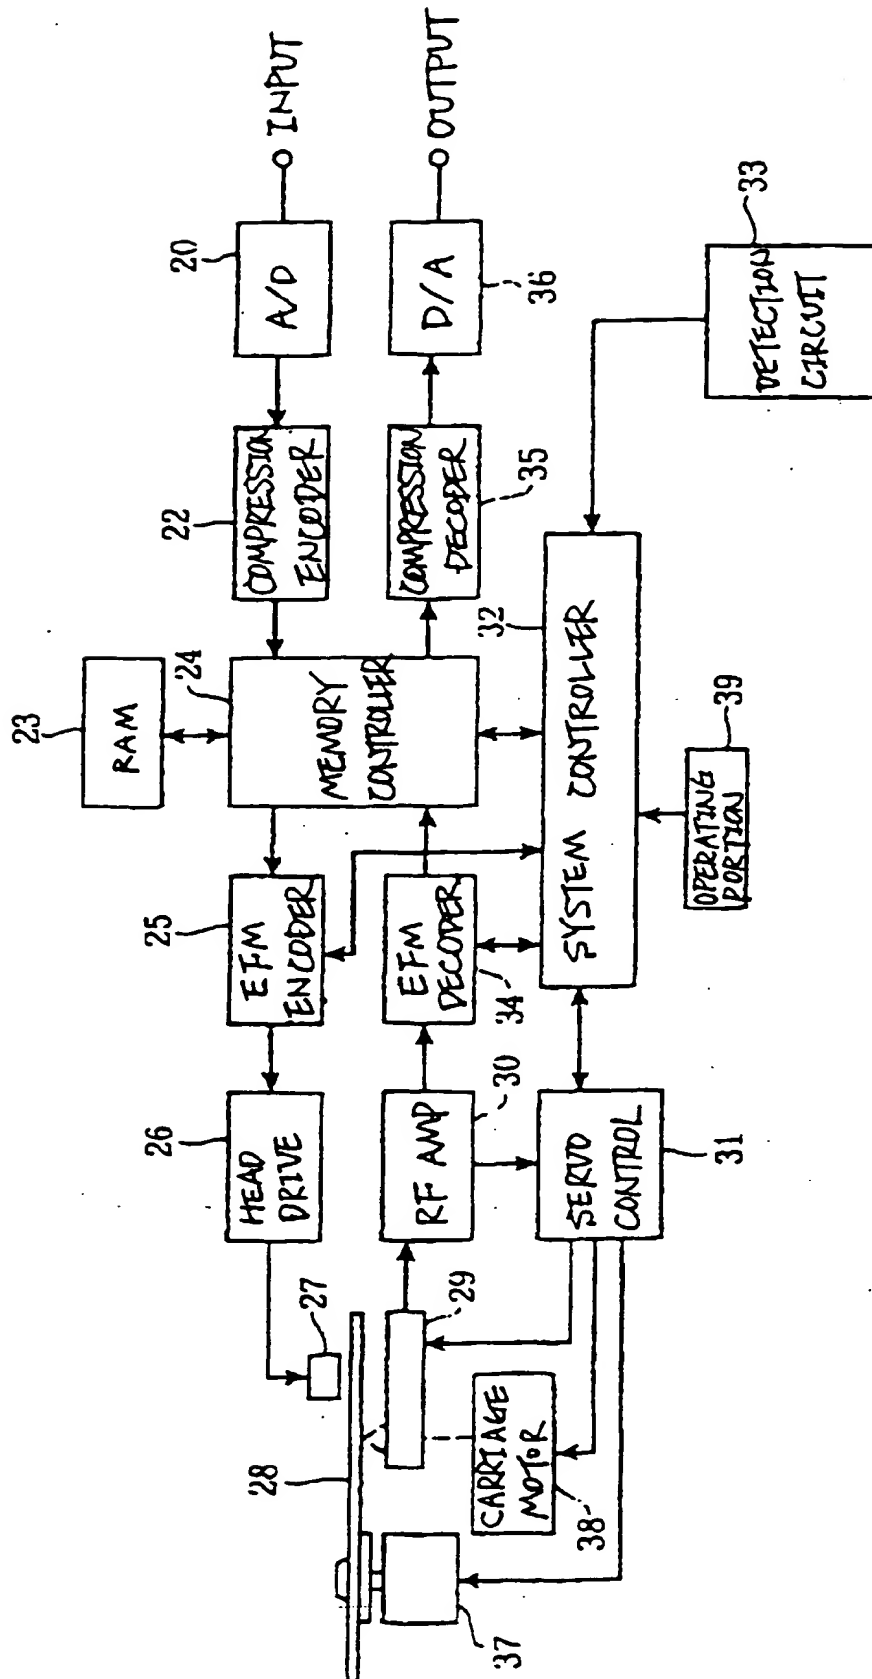 28
27
HEAD
DRIVE
26
EFM
ENCODER
25
23
RAM
24
MEMORY
CONTROLLER
22
COMPRESSION
ENCODER
20
A/D
INPUT
37
CARRIAGE
MOTOR
38
29
RF AMP
30
EFM
DECODER
34
COMPRESSION
DECODER
35
D/A
36
OUTPUT
SERVO
CONTROL
31
SYSTEM CONTROLLER
32
OPERATING
PORTION
39
DETECTION
CIRCUIT
33